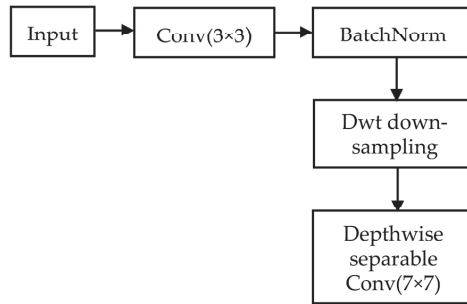 Input
Conv(3×3)
BatchNorm
Dwt down-
sampling
Depthwise
separable
Conv(7×7)